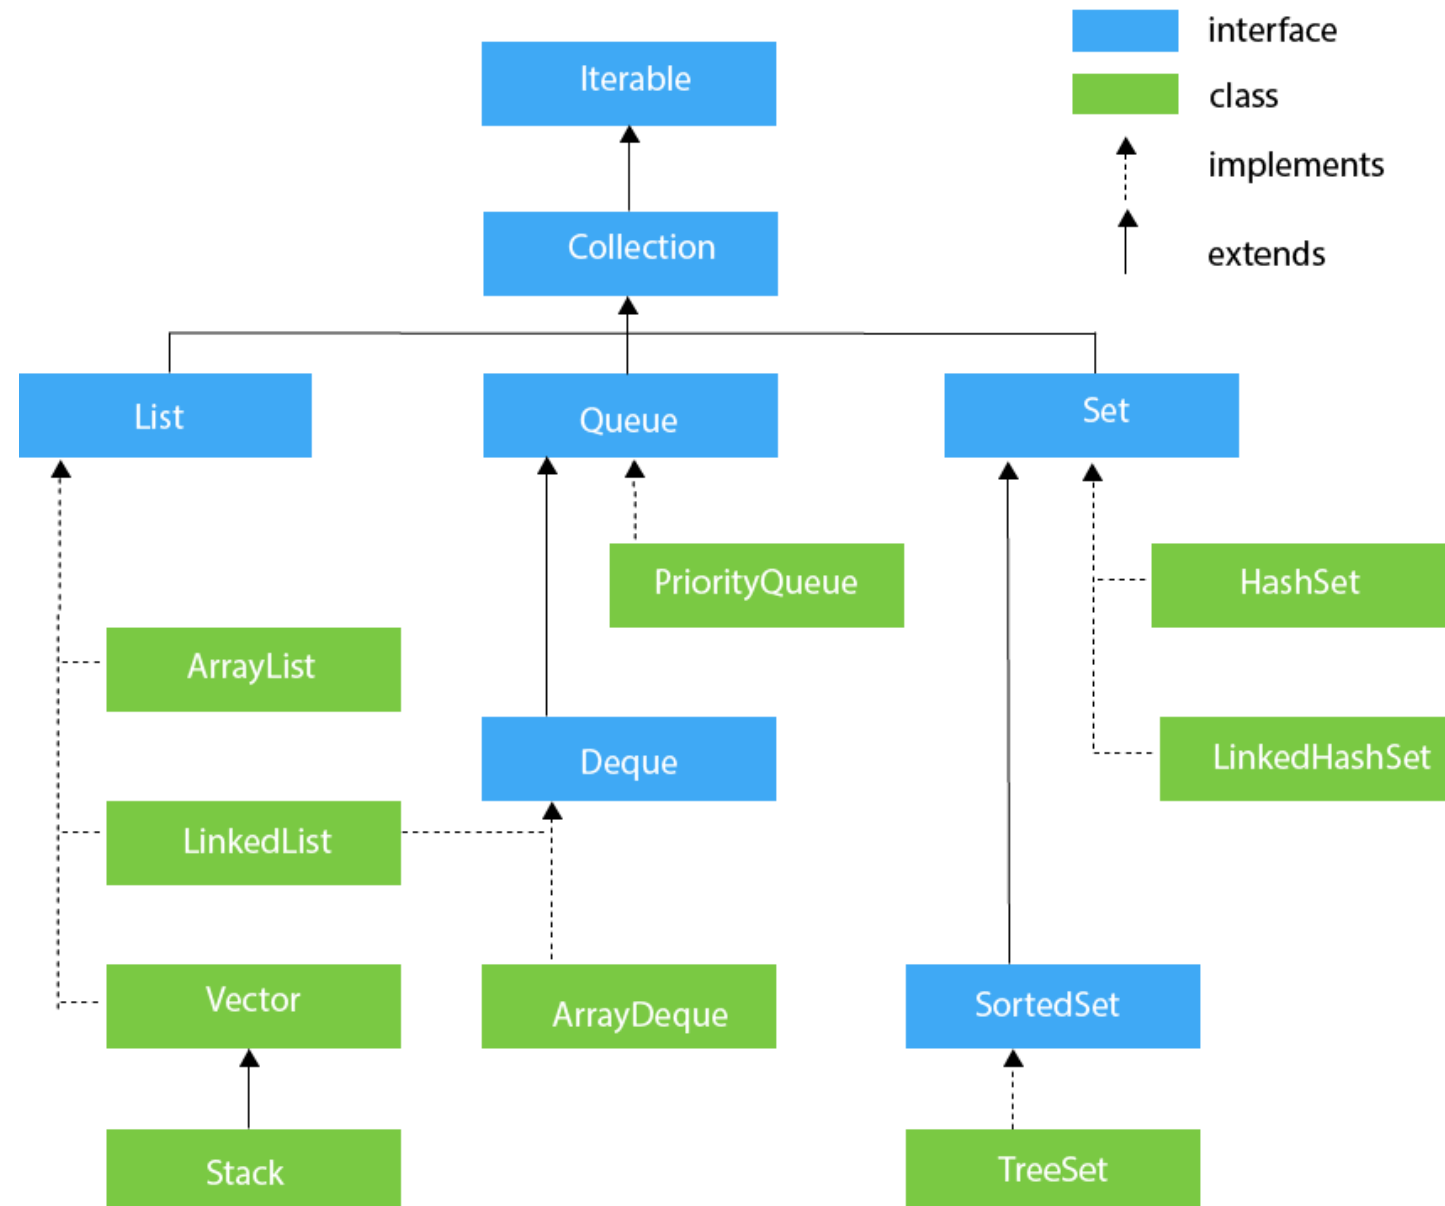 interface
Iterable
class
implements
Collection
extends
List
Queue
Set
PriorityQueue
HashSet
ArrayList
Deque
LinkedHashSet
LinkedList
Vector
ArrayDeque
SortedSet
Stack
TreeSet